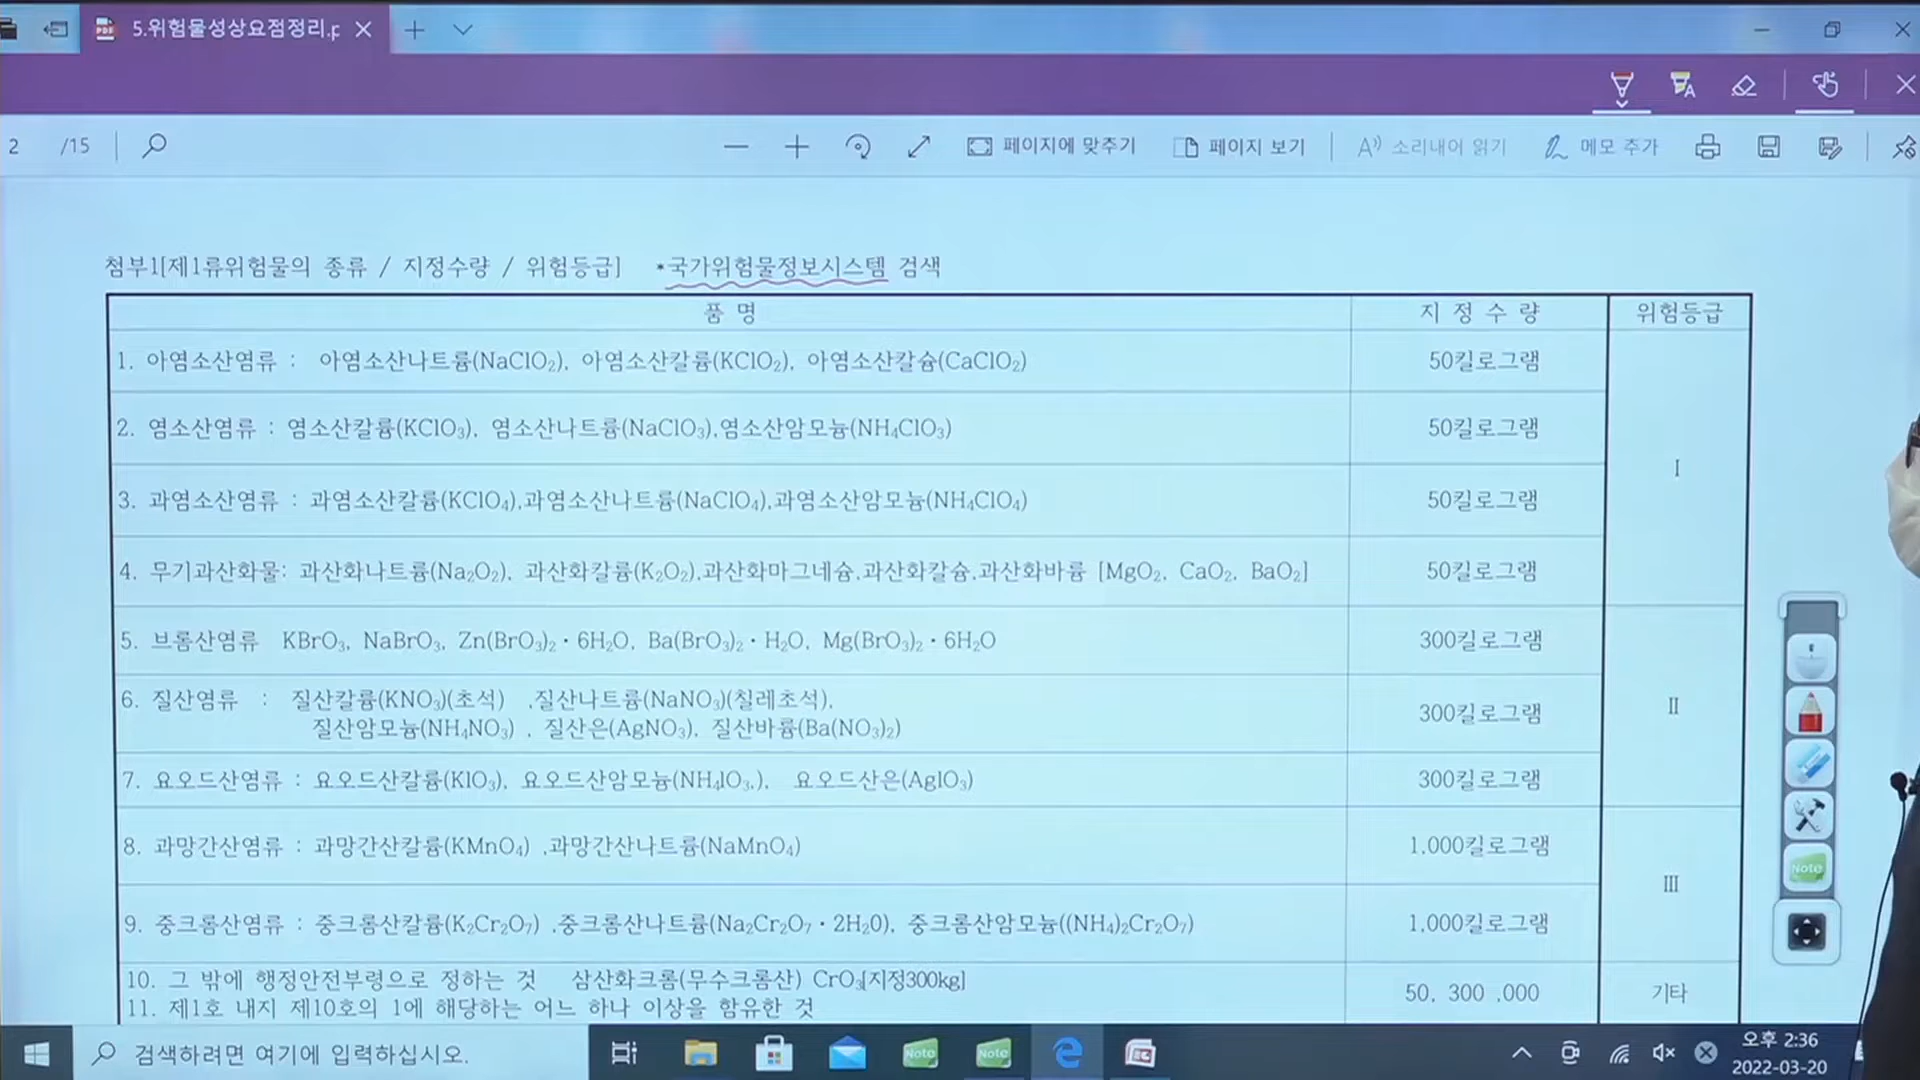 5.위험물성상요점정리.p
2 /15
페이지에 맞추기
페이지 보기
소리내어 읽기
메모 추가
첨부1[제1류위험물의 종류 / 지정수량 / 위험등급] *국가위험물정보시스템 검색
품 명 지 정 수 량 위험등급
1. 아염소산염류 : 아염소산나트륨(NaClO₂), 아염소산칼륨(KClO₂), 아염소산칼슘(CaClO₂) 50킬로그램
2. 염소산염류 : 염소산칼륨(KClO₃), 염소산나트륨(NaClO₃),염소산암모늄(NH₄ClO₃) 50킬로그램
I
3. 과염소산염류 : 과염소산칼륨(KClO₄),과염소산나트륨(NaClO₄),과염소산암모늄(NH₄ClO₄) 50킬로그램
4. 무기과산화물: 과산화나트륨(Na₂O₂), 과산화칼륨(K₂O₂),과산화마그네슘,과산화칼슘,과산화바륨 [MgO₂, CaO₂, BaO₂] 50킬로그램
5. 브롬산염류 KBrO₃, NaBrO₃, Zn(BrO₃)₂·6H₂O, Ba(BrO₃)₂·H₂O, Mg(BrO₃)₂·6H₂O 300킬로그램
6. 질산염류 : 질산칼륨(KNO₃)(초석) ,질산나트륨(NaNO₃)(칠레초석),
질산암모늄(NH₄NO₃) , 질산은(AgNO₃), 질산바륨(Ba(NO₃)₂) 300킬로그램
II
7. 요오드산염류 : 요오드산칼륨(KIO₃), 요오드산암모늄(NH₄IO₃,), 요오드산은(AgIO₃) 300킬로그램
8. 과망간산염류 : 과망간산칼륨(KMnO₄) ,과망간산나트륨(NaMnO₄) 1,000킬로그램
III
9. 중크롬산염류 : 중크롬산칼륨(K₂Cr₂O₇) ,중크롬산나트륨(Na₂Cr₂O₇·2H₂0), 중크롬산암모늄((NH₄)₂Cr₂O₇) 1,000킬로그램
10. 그 밖에 행정안전부령으로 정하는 것 삼산화크롬(무수크롬산) CrO₃[지정300kg]
11. 제1호 내지 제10호의 1에 해당하는 어느 하나 이상을 함유한 것
50, 300 ,000 기타
Note
검색하려면 여기에 입력하십시오.
Note
Note
오후 2:36
2022-03-20